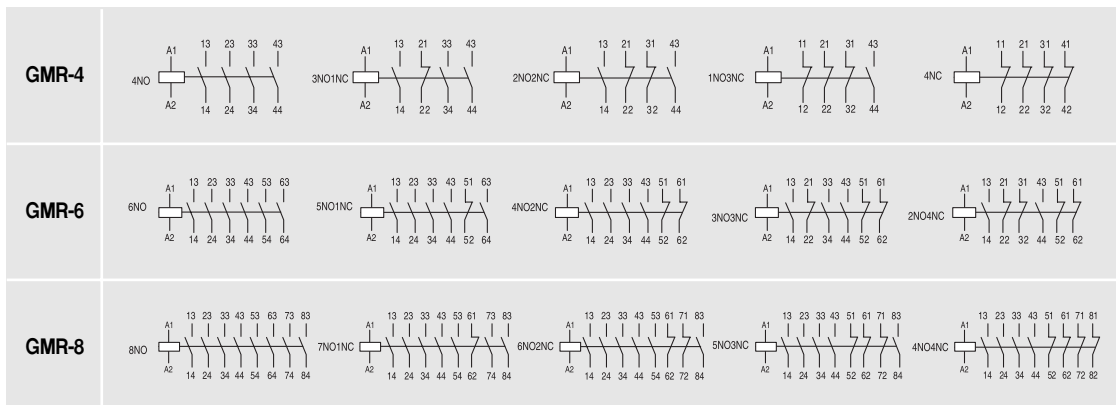 GMR-4
4NO A1 A2 13 23 33 43
14 24 34 44
3NO1NC A1 A2 13 21 33 43
14 22 34 44
2NO2NC A1 A2 13 21 31 43
14 22 32 44
1NO3NC A1 A2 11 21 31 43
12 22 32 44
4NC A1 A2 11 21 31 41
12 22 32 42
GMR-6
6NO A1 A2 13 23 33 43 53 63
14 24 34 44 54 64
5NO1NC A1 A2 13 23 33 43 51 63
14 24 34 44 52 64
4NO2NC A1 A2 13 23 33 43 51 61
14 24 34 44 52 62
3NO3NC A1 A2 13 21 33 43 51 61
14 22 34 44 52 62
2NO4NC A1 A2 13 21 31 43 51 61
14 22 32 44 52 62
GMR-8
8NO A1 A2 13 23 33 43 53 63 73 83
14 24 34 44 54 64 74 84
7NO1NC A1 A2 13 23 33 43 53 61 73 83
14 24 34 44 54 62 74 84
6NO2NC A1 A2 13 23 33 43 53 61 71 83
14 24 34 44 54 62 72 84
5NO3NC A1 A2 13 23 33 43 51 61 71 83
14 24 34 44 52 62 72 84
4NO4NC A1 A2 13 23 33 43 51 61 71 81
14 24 34 44 52 62 72 82